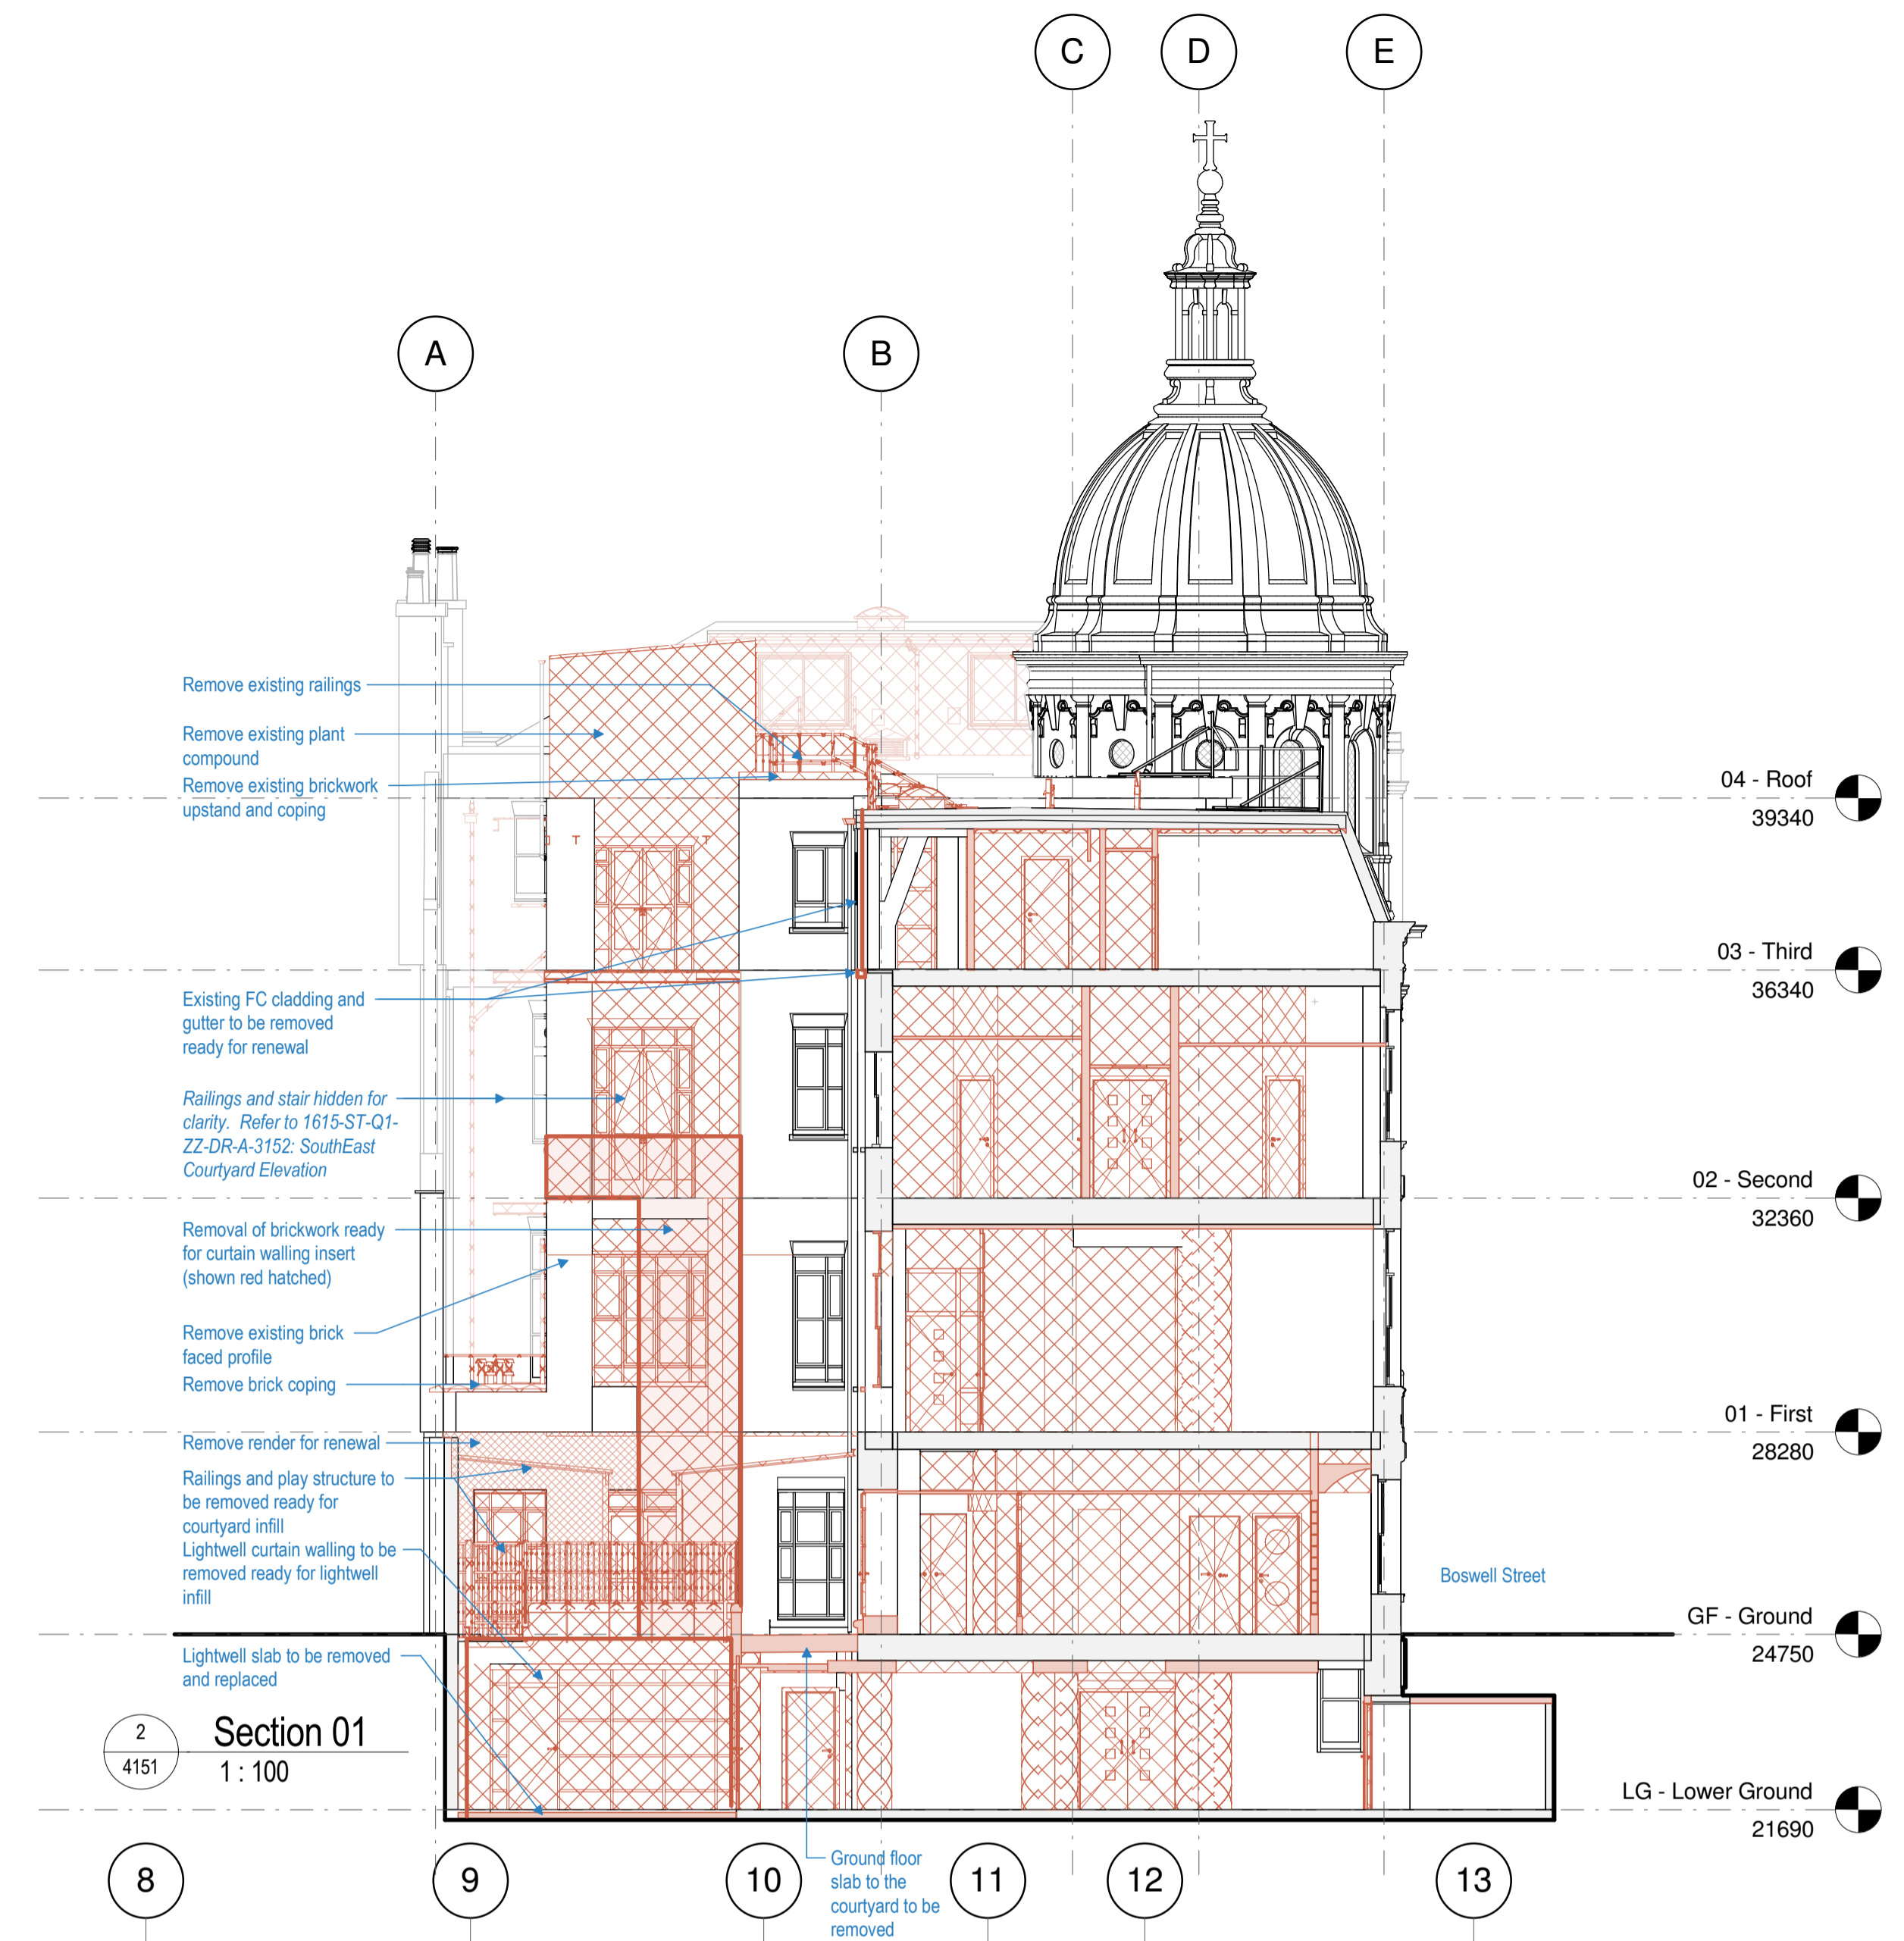 C
D
E
A
B
Remove existing railings
Remove existing plant
compound
Remove existing brickwork
upstand and coping
04 - Roof
39340
03 - Third
36340
Existing FC cladding and
gutter to be removed
ready for renewal
Railings and stair hidden for
clarity. Refer to 1615-ST-Q1-
ZZ-DR-A-3152: SouthEast
Courtyard Elevation
02 - Second
32360
Removal of brickwork ready
for curtain walling insert
(shown red hatched)
Remove existing brick
faced profile
Remove brick coping
01 - First
28280
Remove render for renewal
Railings and play structure to
be removed ready for
courtyard infill
Lightwell curtain walling to be
removed ready for lightwell
infill
Boswell Street
GF - Ground
24750
Lightwell slab to be removed
and replaced
2
4151
Section 01
1 : 100
LG - Lower Ground
21690
Ground floor
slab to the
courtyard to be
removed
8
9
10
11
12
13